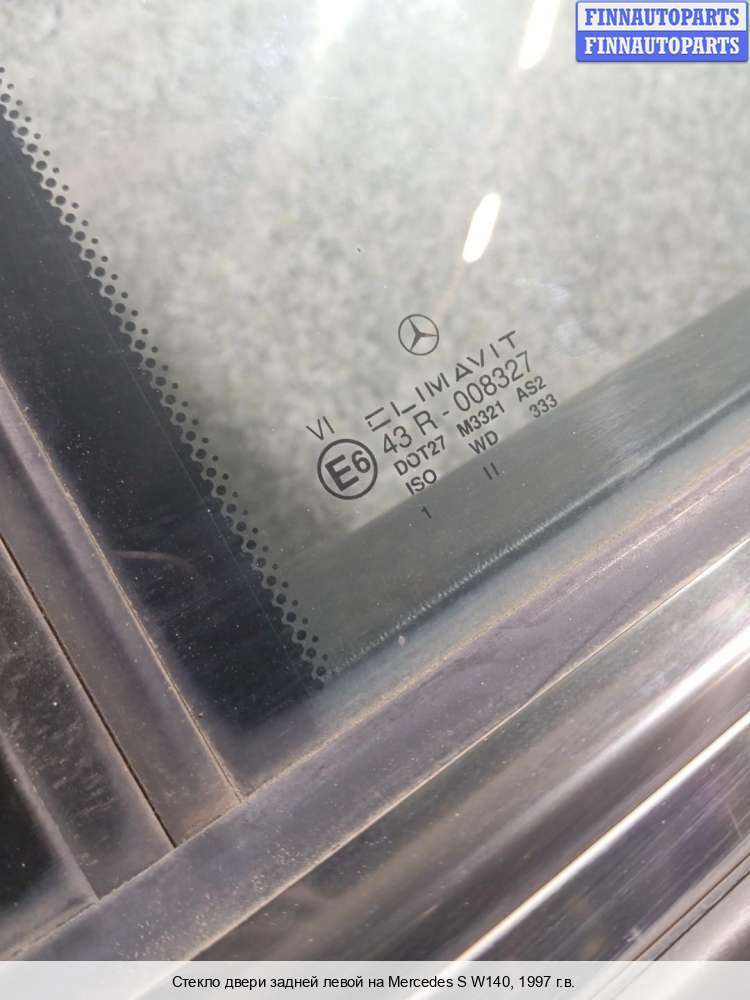 FINNAUTOPARTS
FINNAUTOPARTS
VI CLIMAVIT
E6 43 R - 008327
DOT27 M3321 AS2
ISO WD 333
1 II
Стекло двери задней левой на Mercedes S W140, 1997 г.в.